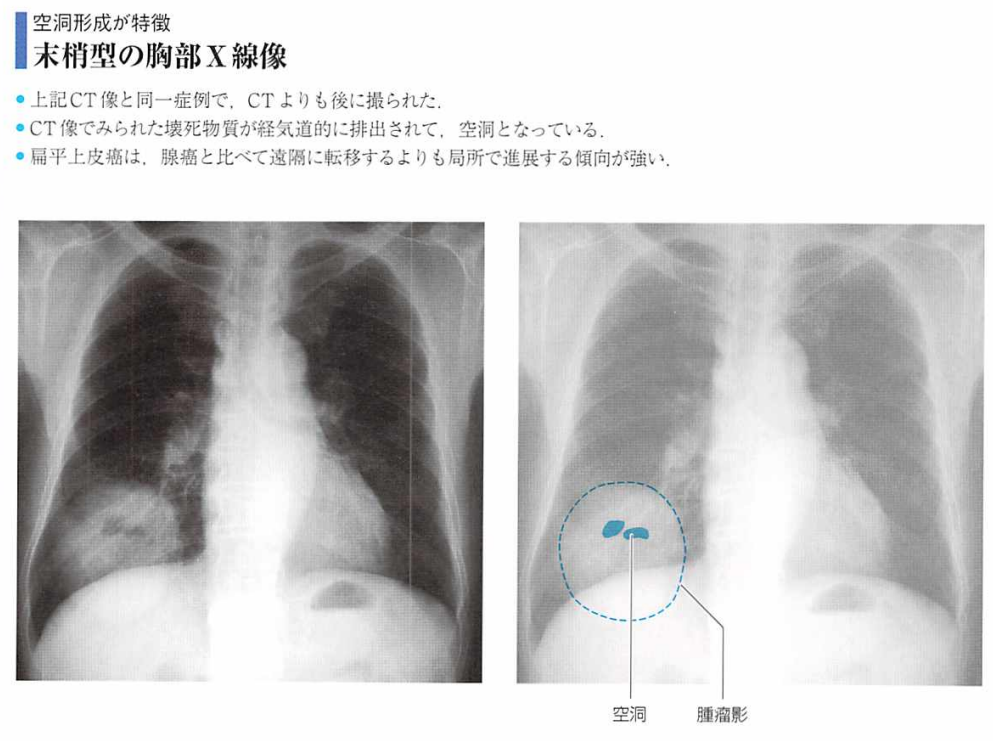 空洞形成が特徴
末梢型の胸部X線像
●上記CT像と同一症例で，CTよりも後に撮られた．
●CT像でみられた壊死物質が経気道的に排出されて，空洞となっている．
●扁平上皮癌は，腺癌と比べて遠隔に転移するよりも局所で進展する傾向が強い．
空洞
腫瘤影